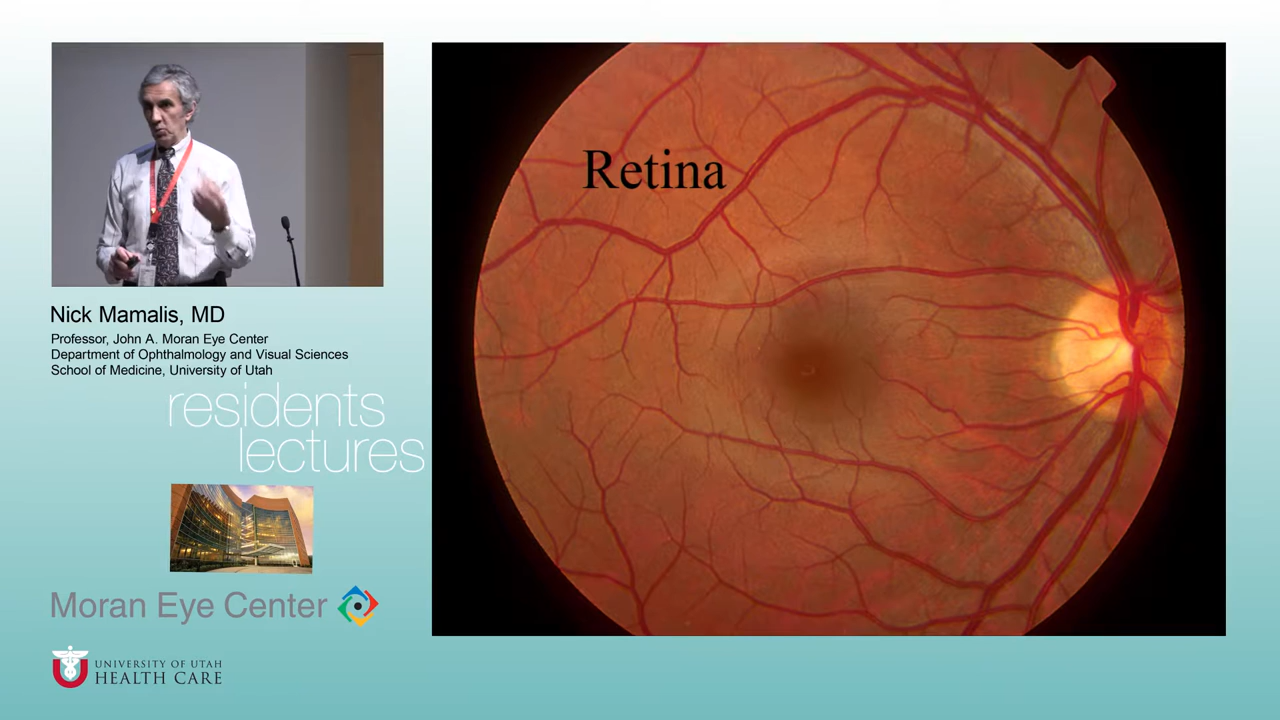 Retina
Nick Mamalis, MD
Professor, John A. Moran Eye Center
Department of Ophthalmology and Visual Sciences
School of Medicine, University of Utah
residents
lectures
Moran Eye Center
UNIVERSITY OF UTAH
HEALTH CARE